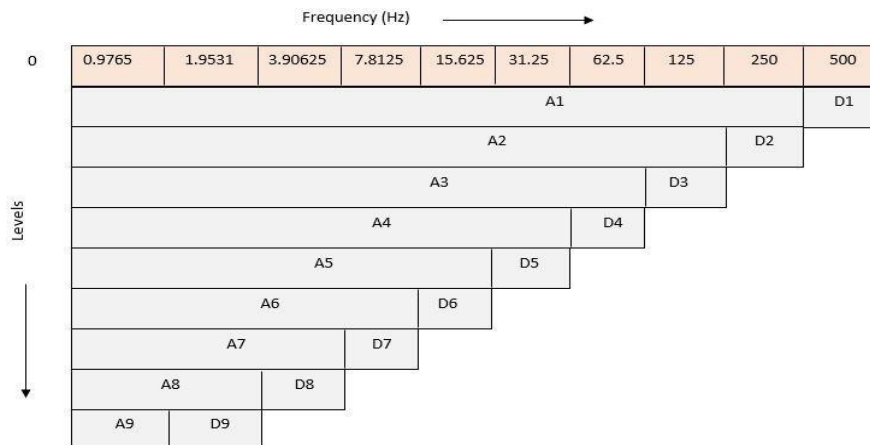 Frequency (Hz)
0 0.9765 1.9531 3.90625 7.8125 15.625 31.25 62.5 125 250 500
A1 D1
A2 D2
A3 D3
A4 D4
A5 D5
A6 D6
A7 D7
A8 D8
A9 D9
Levels